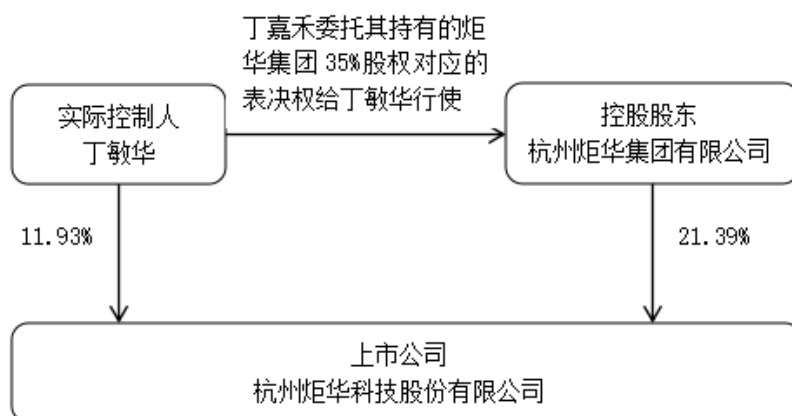 丁嘉禾委托其持有的炬
华集团 35%股权对应的
表决权给丁敏华行使
实际控制人
丁敏华
控股股东
杭州炬华集团有限公司
11.93%
21.39%
上市公司
杭州炬华科技股份有限公司